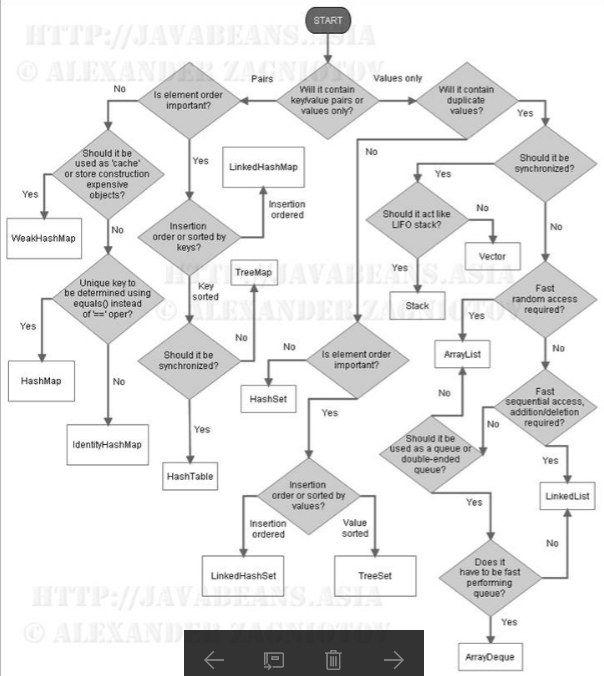 HTTP://JAVABEANS.ASIA
© ALEXANDER ZAGNIOTOV
START
Pairs
Values only
Will it contain
key/value pairs or
values only?
Is element order
important?
No
Yes
Should it be
used as 'cache'
or store construction
expensive
objects?
Yes
WeakHashMap
No
Unique key to
be determined using
equals() instead
of '==' oper?
Yes
HashMap
No
IdentityHashMap
LinkedHashMap
Insertion
ordered
Insertion
order or sorted by
keys?
Key
sorted
TreeMap
No
Should it be
synchronized?
Yes
HashTable
Will it contain
duplicate
values?
No
Yes
Is element order
important?
No
HashSet
Yes
Insertion
order or sorted by
values?
Insertion
ordered
Value
sorted
LinkedHashSet
TreeSet
Should it be
synchronized?
Yes
No
Should it act like
LIFO stack?
No
Vector
Yes
Stack
Fast
random access
required?
Yes
ArrayList
No
Fast
sequential access,
addition/deletion
required?
No
Yes
LinkedList
Should it be
used as a queue or
double-ended
queue?
No
Yes
Does it
have to be fast
performing
queue?
No
Yes
ArrayDeque
HTTP://JAVABEANS.ASIA
© ALEXANDER ZAGNIOTOV
HTTP://JAVABEANS.ASIA
© ALEXANDER ZAGNIOTOV